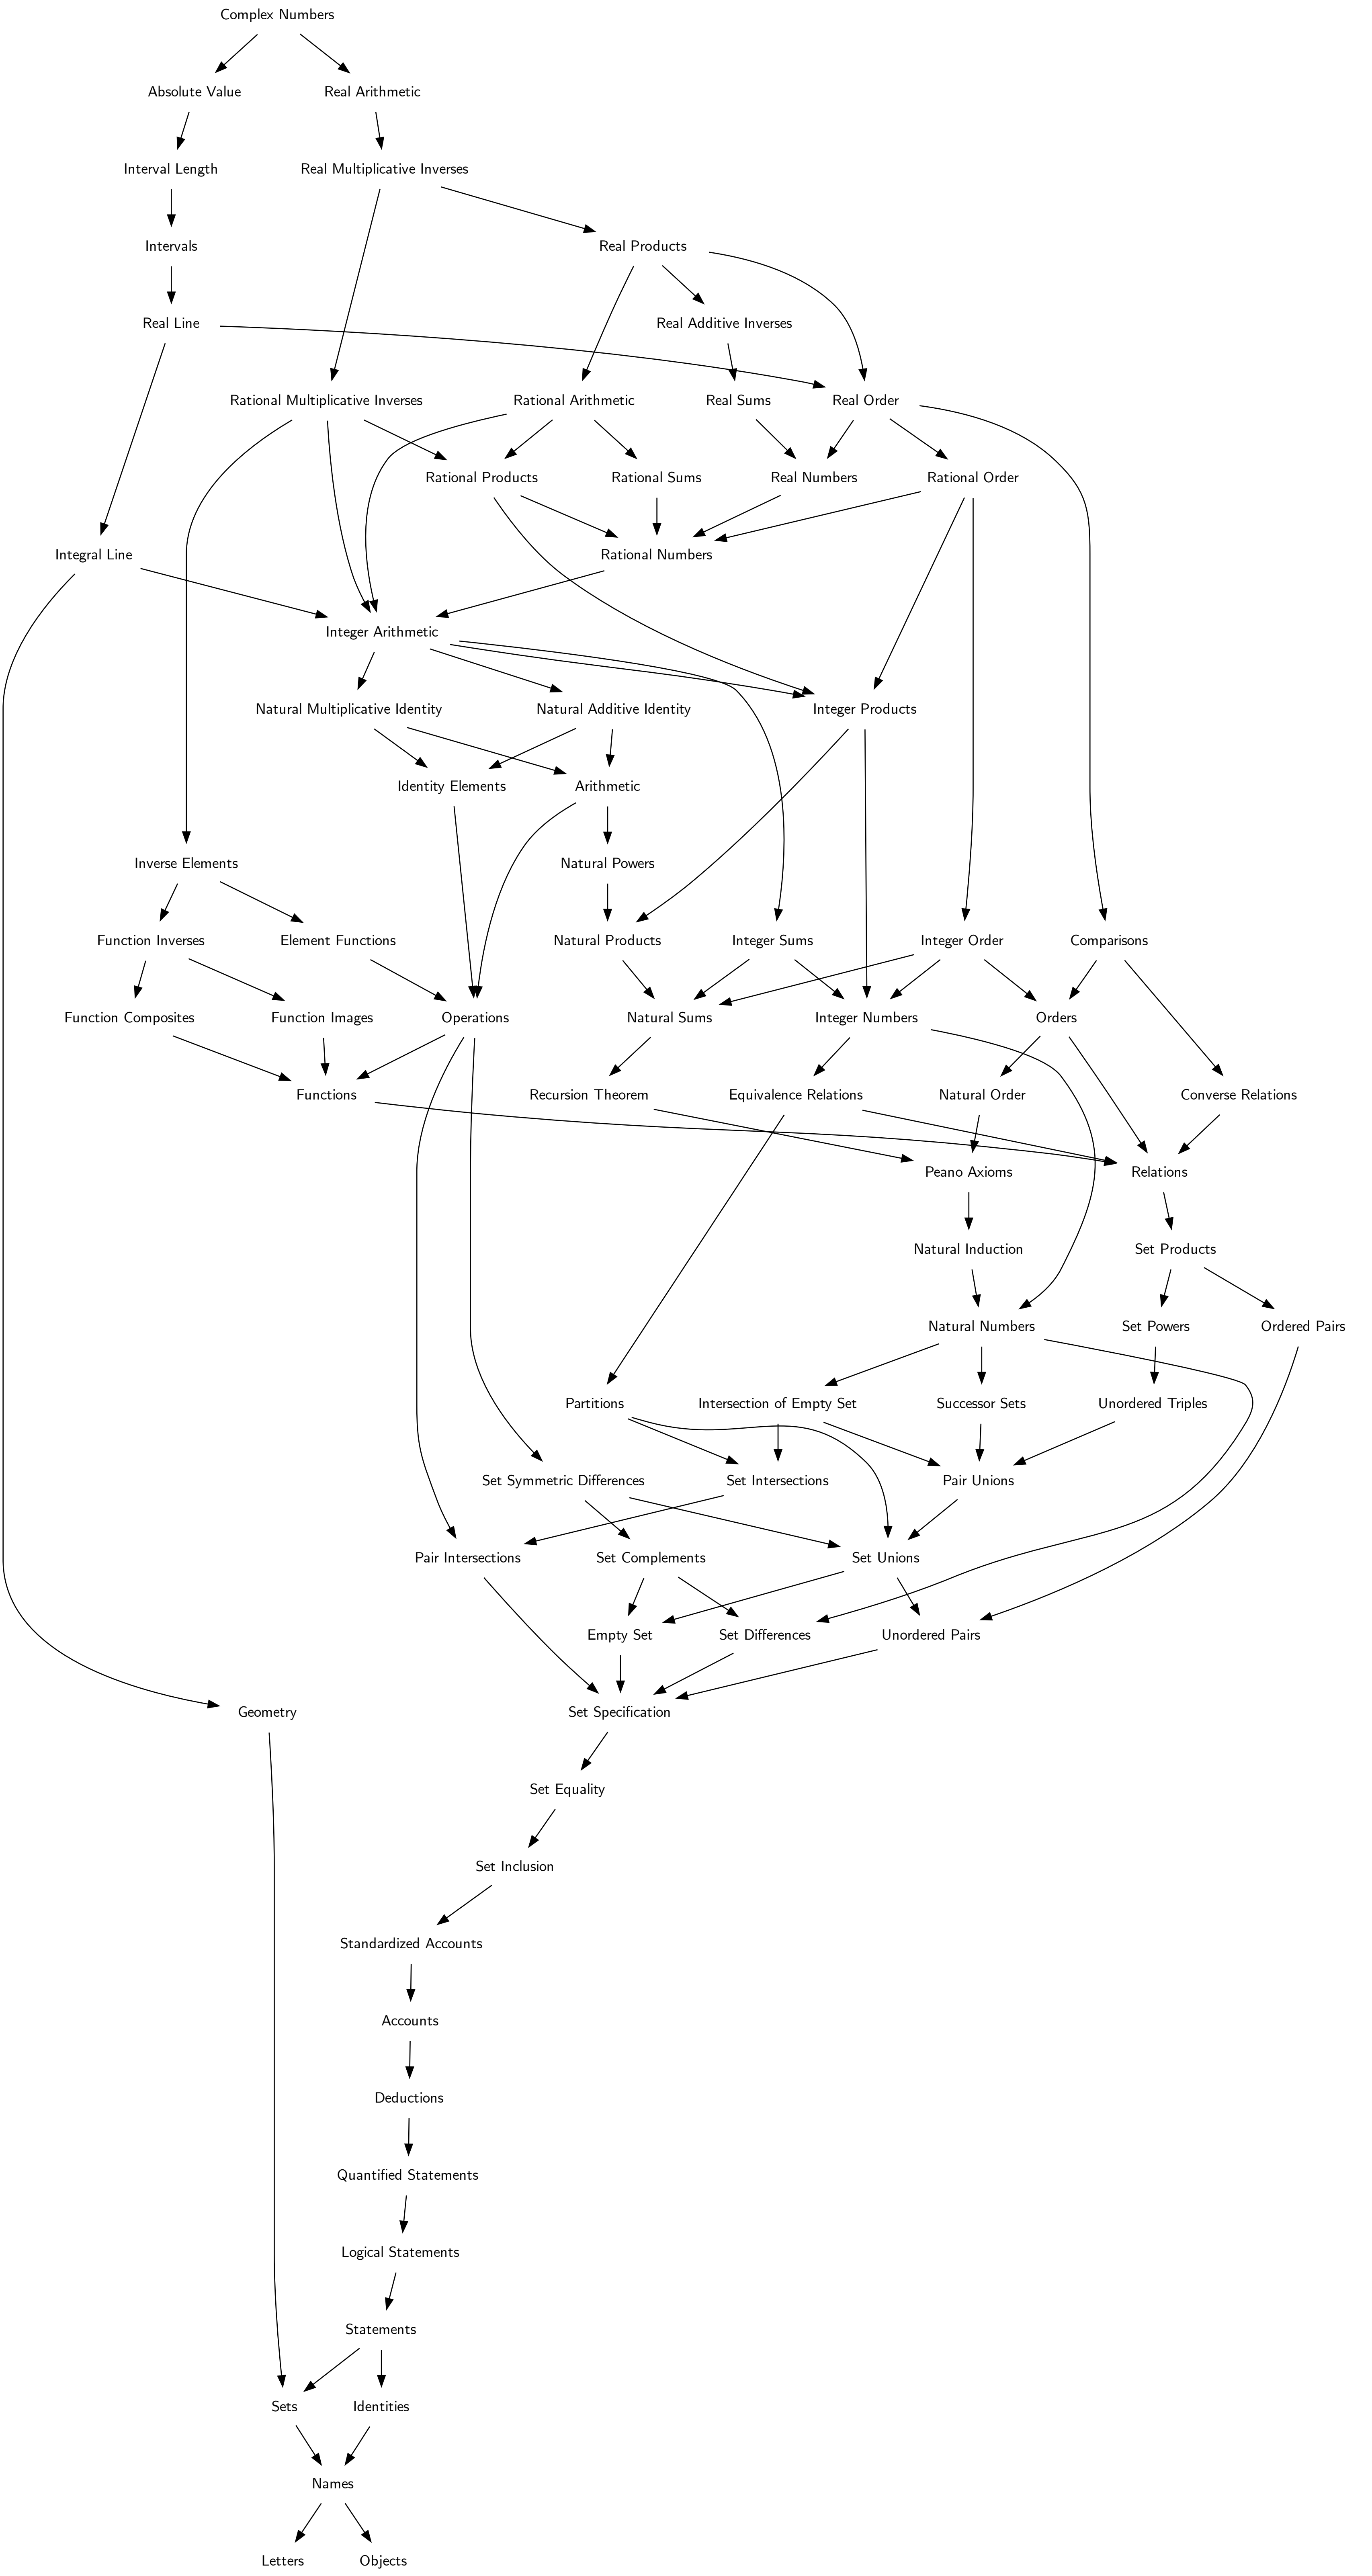 Complex Numbers
Absolute Value
Real Arithmetic
Interval Length
Real Multiplicative Inverses
Intervals
Real Products
Real Line
Real Additive Inverses
Rational Multiplicative Inverses
Rational Arithmetic
Real Sums
Real Order
Rational Products
Rational Sums
Real Numbers
Rational Order
Integral Line
Rational Numbers
Integer Arithmetic
Natural Multiplicative Identity
Natural Additive Identity
Integer Products
Identity Elements
Arithmetic
Inverse Elements
Natural Powers
Function Inverses
Element Functions
Natural Products
Integer Sums
Integer Order
Comparisons
Function Composites
Function Images
Operations
Natural Sums
Integer Numbers
Orders
Functions
Recursion Theorem
Equivalence Relations
Natural Order
Converse Relations
Peano Axioms
Relations
Natural Induction
Set Products
Natural Numbers
Set Powers
Ordered Pairs
Partitions
Intersection of Empty Set
Successor Sets
Unordered Triples
Set Symmetric Differences
Set Intersections
Pair Unions
Pair Intersections
Set Complements
Set Unions
Empty Set
Set Differences
Unordered Pairs
Geometry
Set Specification
Set Equality
Set Inclusion
Standardized Accounts
Accounts
Deductions
Quantified Statements
Logical Statements
Statements
Sets
Identities
Names
Letters
Objects